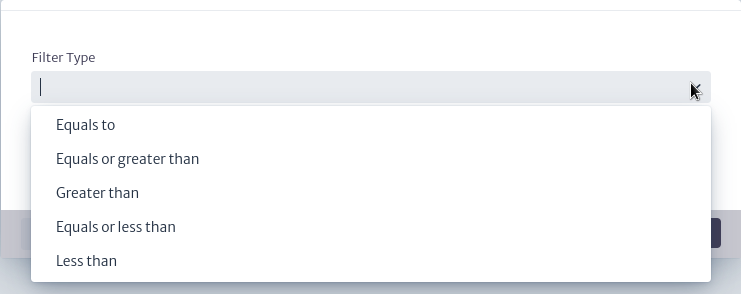 Filter Type
Equals to
Equals or greater than
Greater than
Equals or less than
Less than